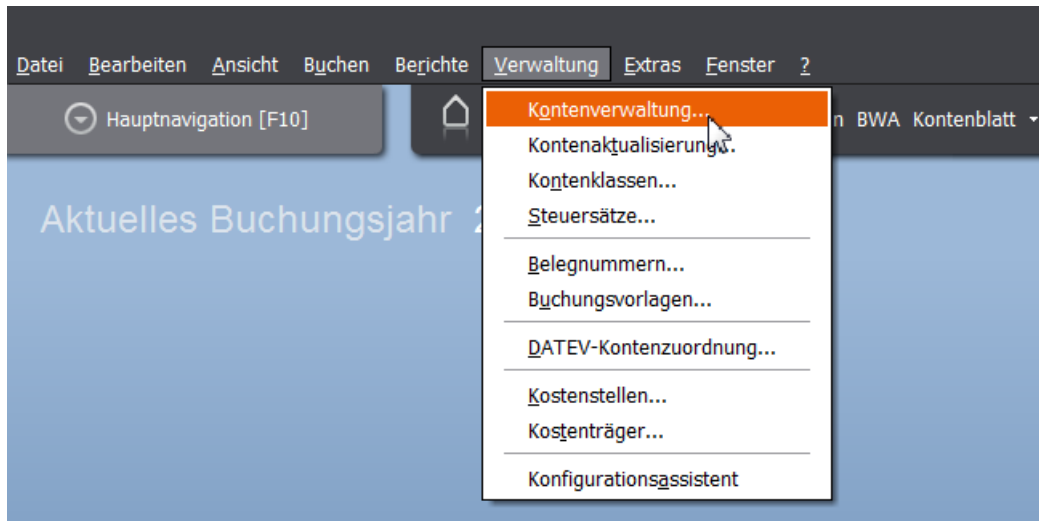 Datei Bearbeiten Ansicht Buchen Berichte Verwaltung Extras Fenster ?
Hauptnavigation [F10]
BWA Kontenblatt
Kontenverwaltung...
Kontenaktualisierung...
Kontenklassen...
Steuersätze...
Aktuelles Buchungsjahr
Belegnummern...
Buchungsvorlagen...
DATEV-Kontenzuordnung...
Kostenstellen...
Kostenträger...
Konfigurationsassistent